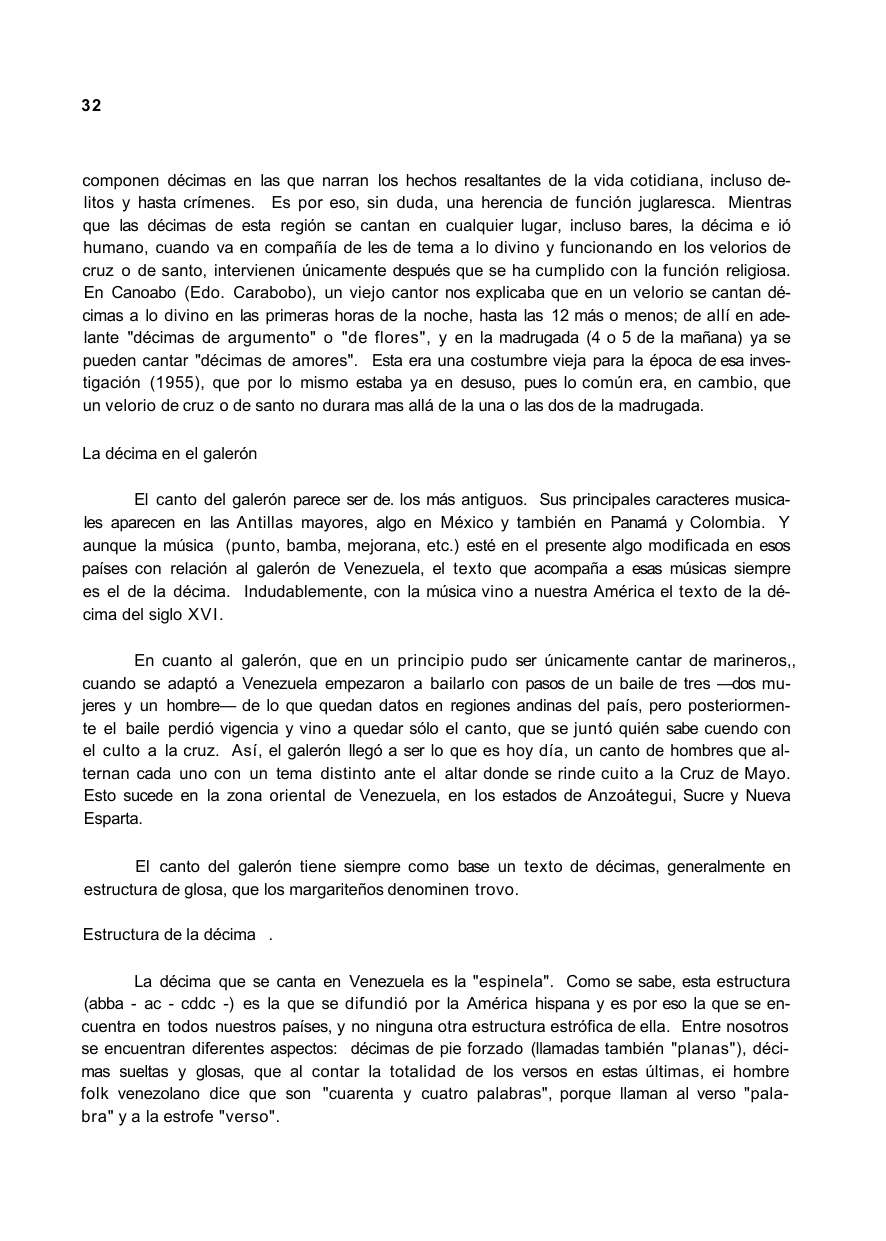 32
componen décimas en las que narran los hechos resaltantes de la vida cotidiana, incluso de-
litos y hasta crímenes. Es por eso, sin duda, una herencia de función juglaresca. Mientras
que las décimas de esta región se cantan en cualquier lugar, incluso bares, la décima e ió
humano, cuando va en compañía de les de tema a lo divino y funcionando en los velorios de
cruz o de santo, intervienen únicamente después que se ha cumplido con la función religiosa.
En Canoabo (Edo. Carabobo), un viejo cantor nos explicaba que en un velorio se cantan dé-
cimas a lo divino en las primeras horas de la noche, hasta las 12 más o menos; de allí en ade-
lante "décimas de argumento" o "de flores", y en la madrugada (4 o 5 de la mañana) ya se
pueden cantar "décimas de amores". Esta era una costumbre vieja para la época de esa inves-
tigación (1955), que por lo mismo estaba ya en desuso, pues lo común era, en cambio, que
un velorio de cruz o de santo no durara mas allá de la una o las dos de la madrugada.
La décima en el galerón
El canto del galerón parece ser de. los más antiguos. Sus principales caracteres musica-
les aparecen en las Antillas mayores, algo en México y también en Panamá y Colombia. Y
aunque la música (punto, bamba, mejorana, etc.) esté en el presente algo modificada en esos
países con relación al galerón de Venezuela, el texto que acompaña a esas músicas siempre
es el de la décima. Indudablemente, con la música vino a nuestra América el texto de la dé-
cima del siglo XVI.
En cuanto al galerón, que en un principio pudo ser únicamente cantar de marineros,,
cuando se adaptó a Venezuela empezaron a bailarlo con pasos de un baile de tres —dos mu-
jeres y un hombre— de lo que quedan datos en regiones andinas del país, pero posteriormen-
te el baile perdió vigencia y vino a quedar sólo el canto, que se juntó quién sabe cuendo con
el culto a la cruz. Así, el galerón llegó a ser lo que es hoy día, un canto de hombres que al-
ternan cada uno con un tema distinto ante el altar donde se rinde cuito a la Cruz de Mayo.
Esto sucede en la zona oriental de Venezuela, en los estados de Anzoátegui, Sucre y Nueva
Esparta.
El canto del galerón tiene siempre como base un texto de décimas, generalmente en
estructura de glosa, que los margariteños denominen trovo.
Estructura de la décima .
La décima que se canta en Venezuela es la "espinela". Como se sabe, esta estructura
(abba - ac - cddc -) es la que se difundió por la América hispana y es por eso la que se en-
cuentra en todos nuestros países, y no ninguna otra estructura estrófica de ella. Entre nosotros
se encuentran diferentes aspectos: décimas de pie forzado (llamadas también "planas"), déci-
mas sueltas y glosas, que al contar la totalidad de los versos en estas últimas, ei hombre
folk venezolano dice que son "cuarenta y cuatro palabras", porque llaman al verso "pala-
bra" y a la estrofe "verso".